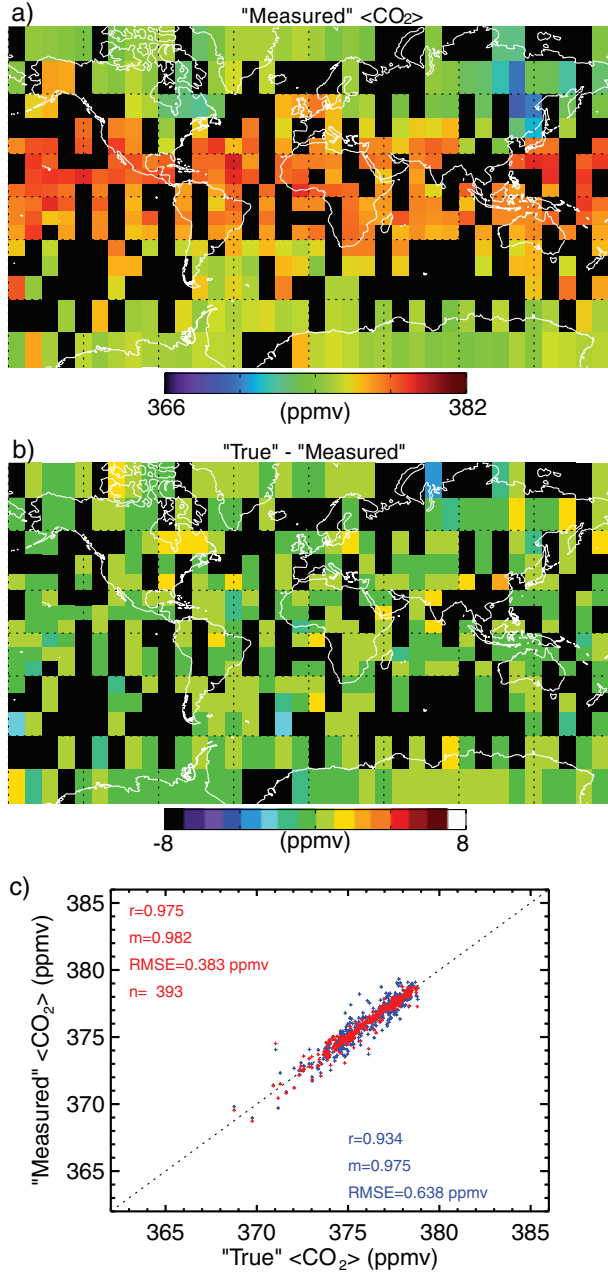 a)
"Measured" <CO₂>
366
382
(ppmv)
b)
"True" - "Measured"
-8
8
(ppmv)
c)
"Measured" <CO₂> (ppmv)
385
380
375
370
365
r=0.975
m=0.982
RMSE=0.383 ppmv
n= 393
r=0.934
m=0.975
RMSE=0.638 ppmv
365 370 375 380 385
"True" <CO₂> (ppmv)